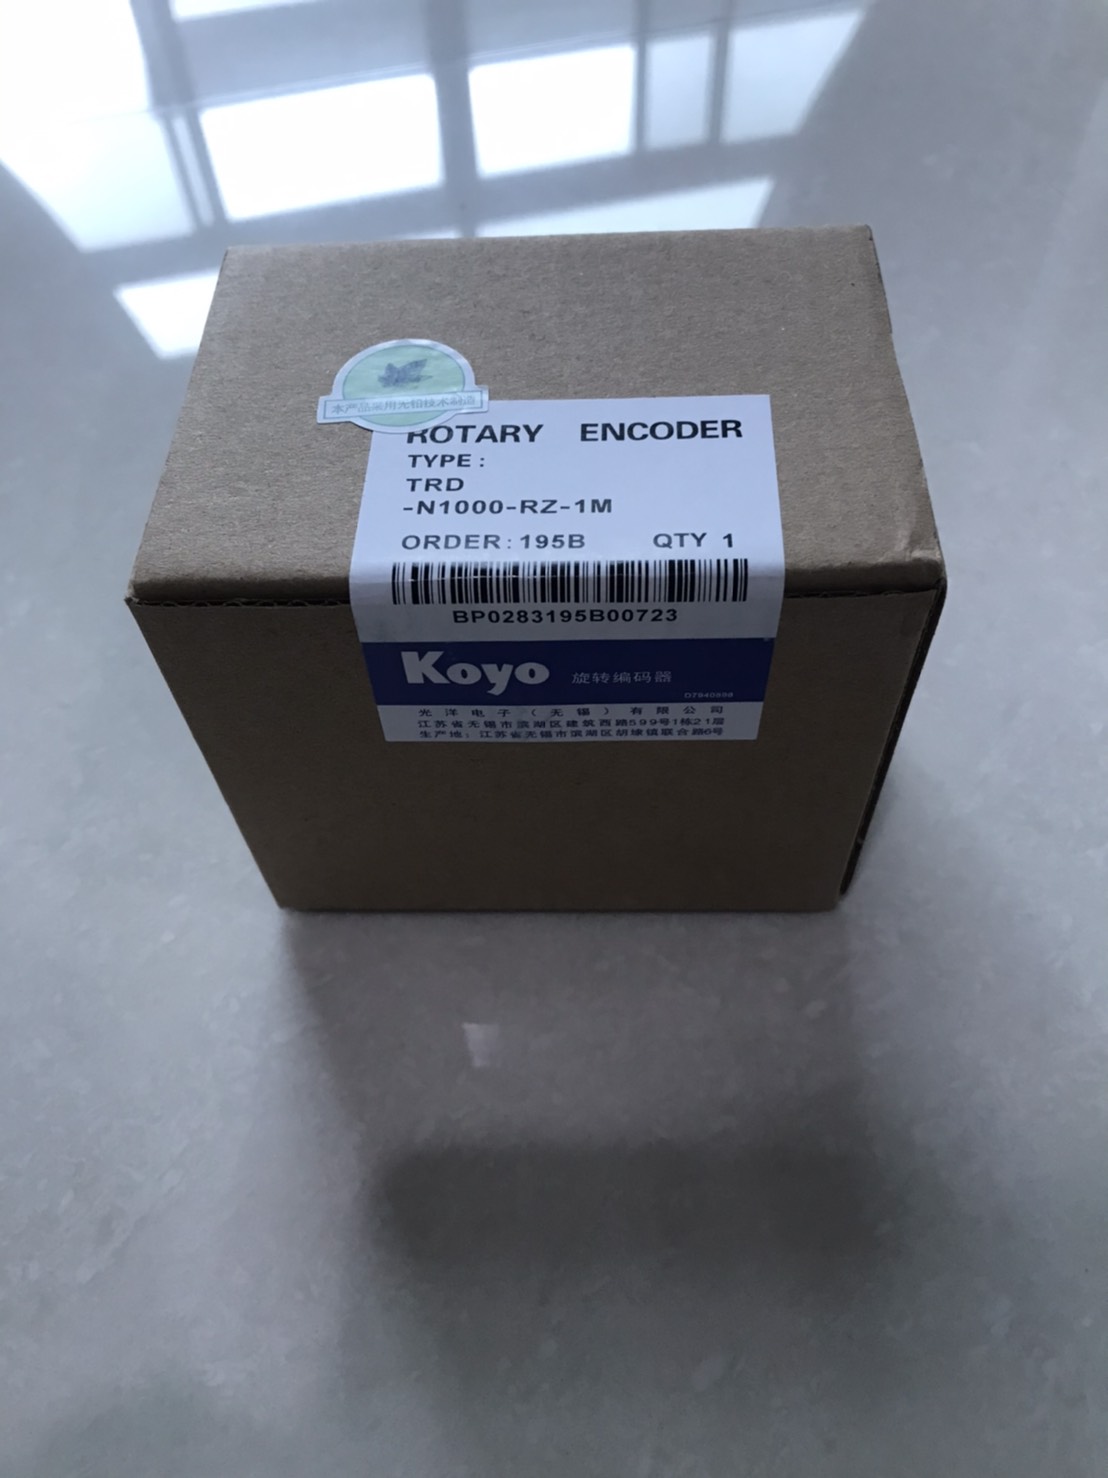 本产品采用无铅技术制造
ROTARY ENCODER
TYPE:
TRD
-N1000-RZ-1M
ORDER:195B QTY 1
BP0283195B00723
Koyo 旋转编码器
光洋电子(无锡)有限公司
江苏省无锡市滨湖区建筑西路599号1栋21层
生产地:江苏省无锡市滨湖区胡埭镇联合路6号